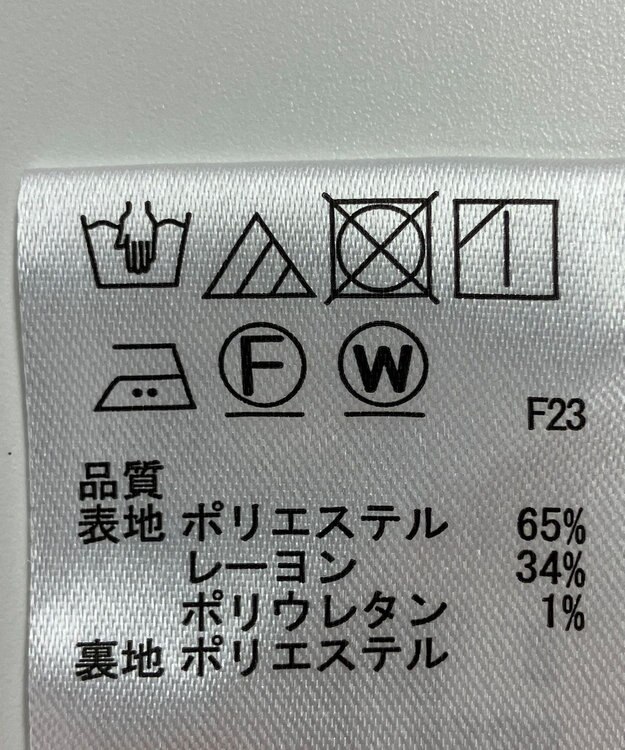 F W
F23
品質
表地 ポリエステル 65%
レーヨン 34%
ポリウレタン 1%
裏地 ポリエステル